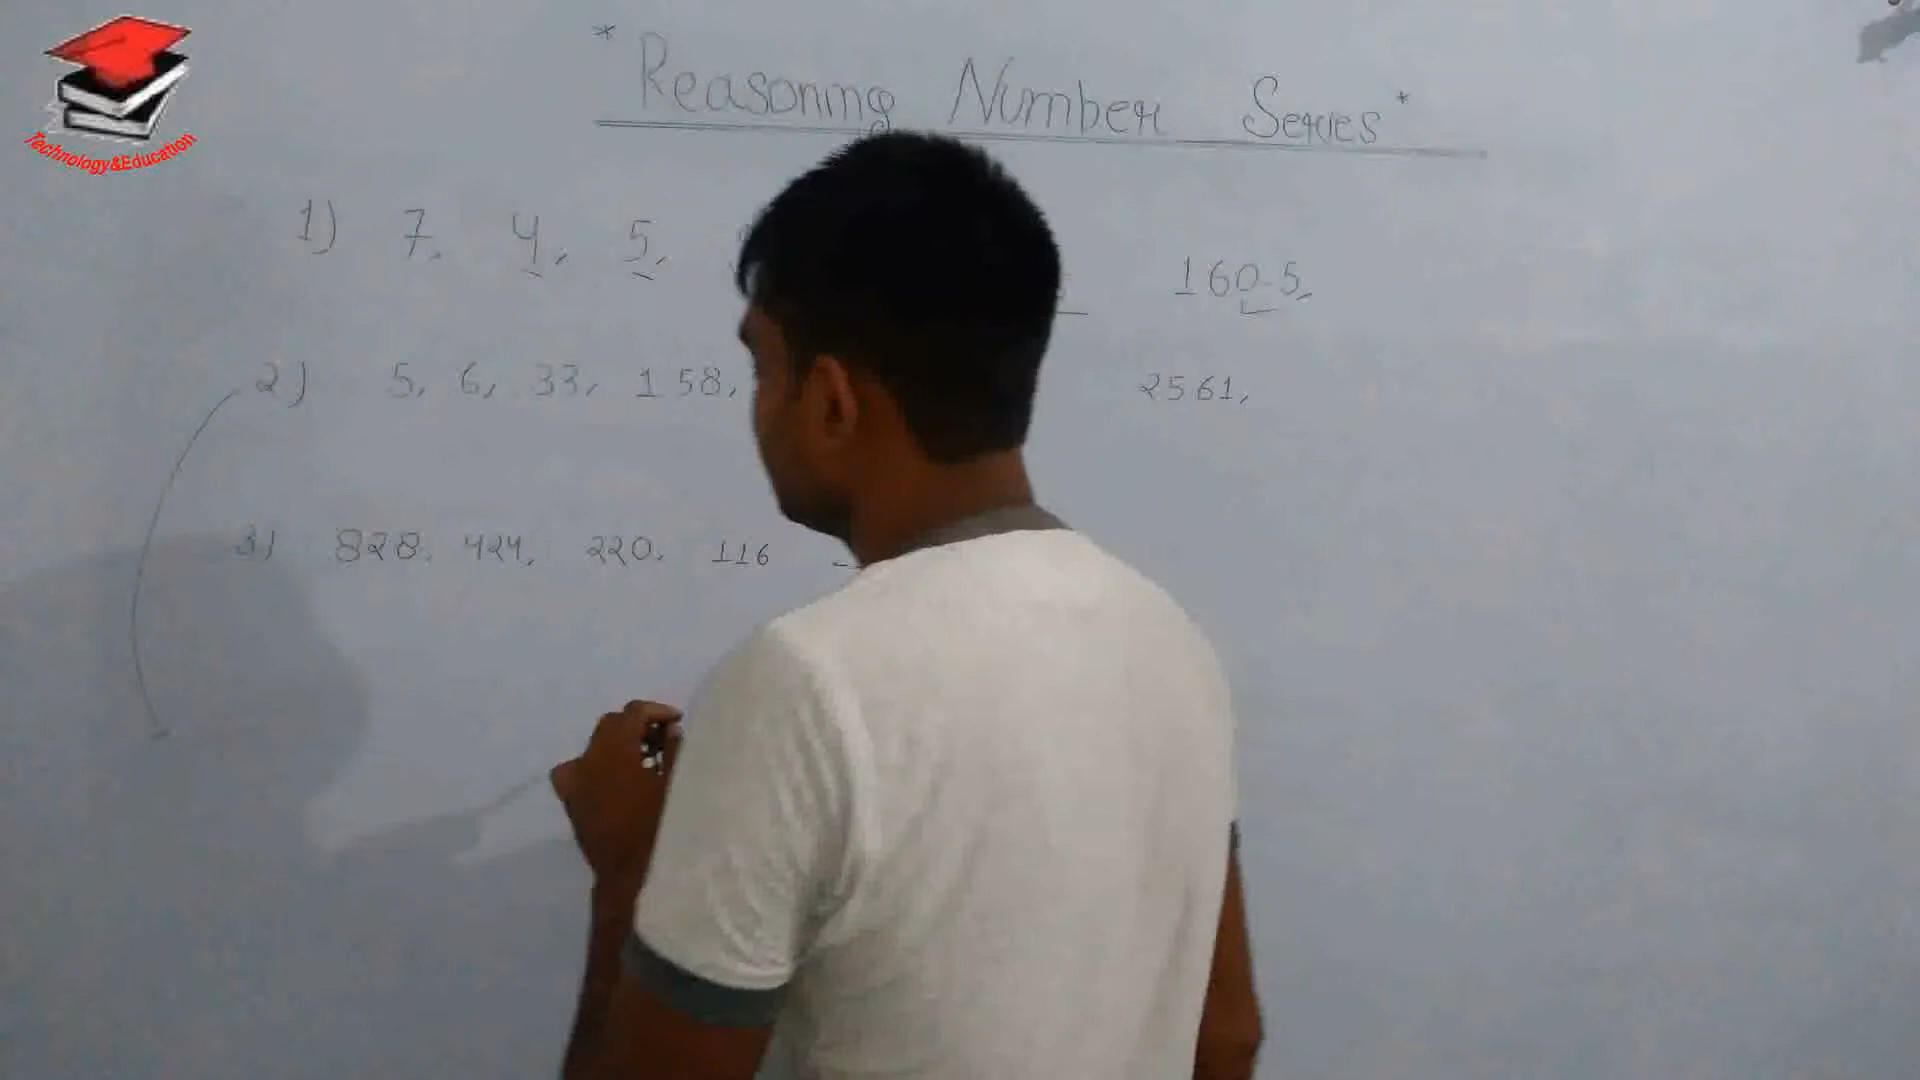 Technology&Education
* Reasoning Number Series *
1) 7, 4, 5, 160.5,
2) 5, 6, 33, 158, 2561,
3) 828, 424, 220, 116